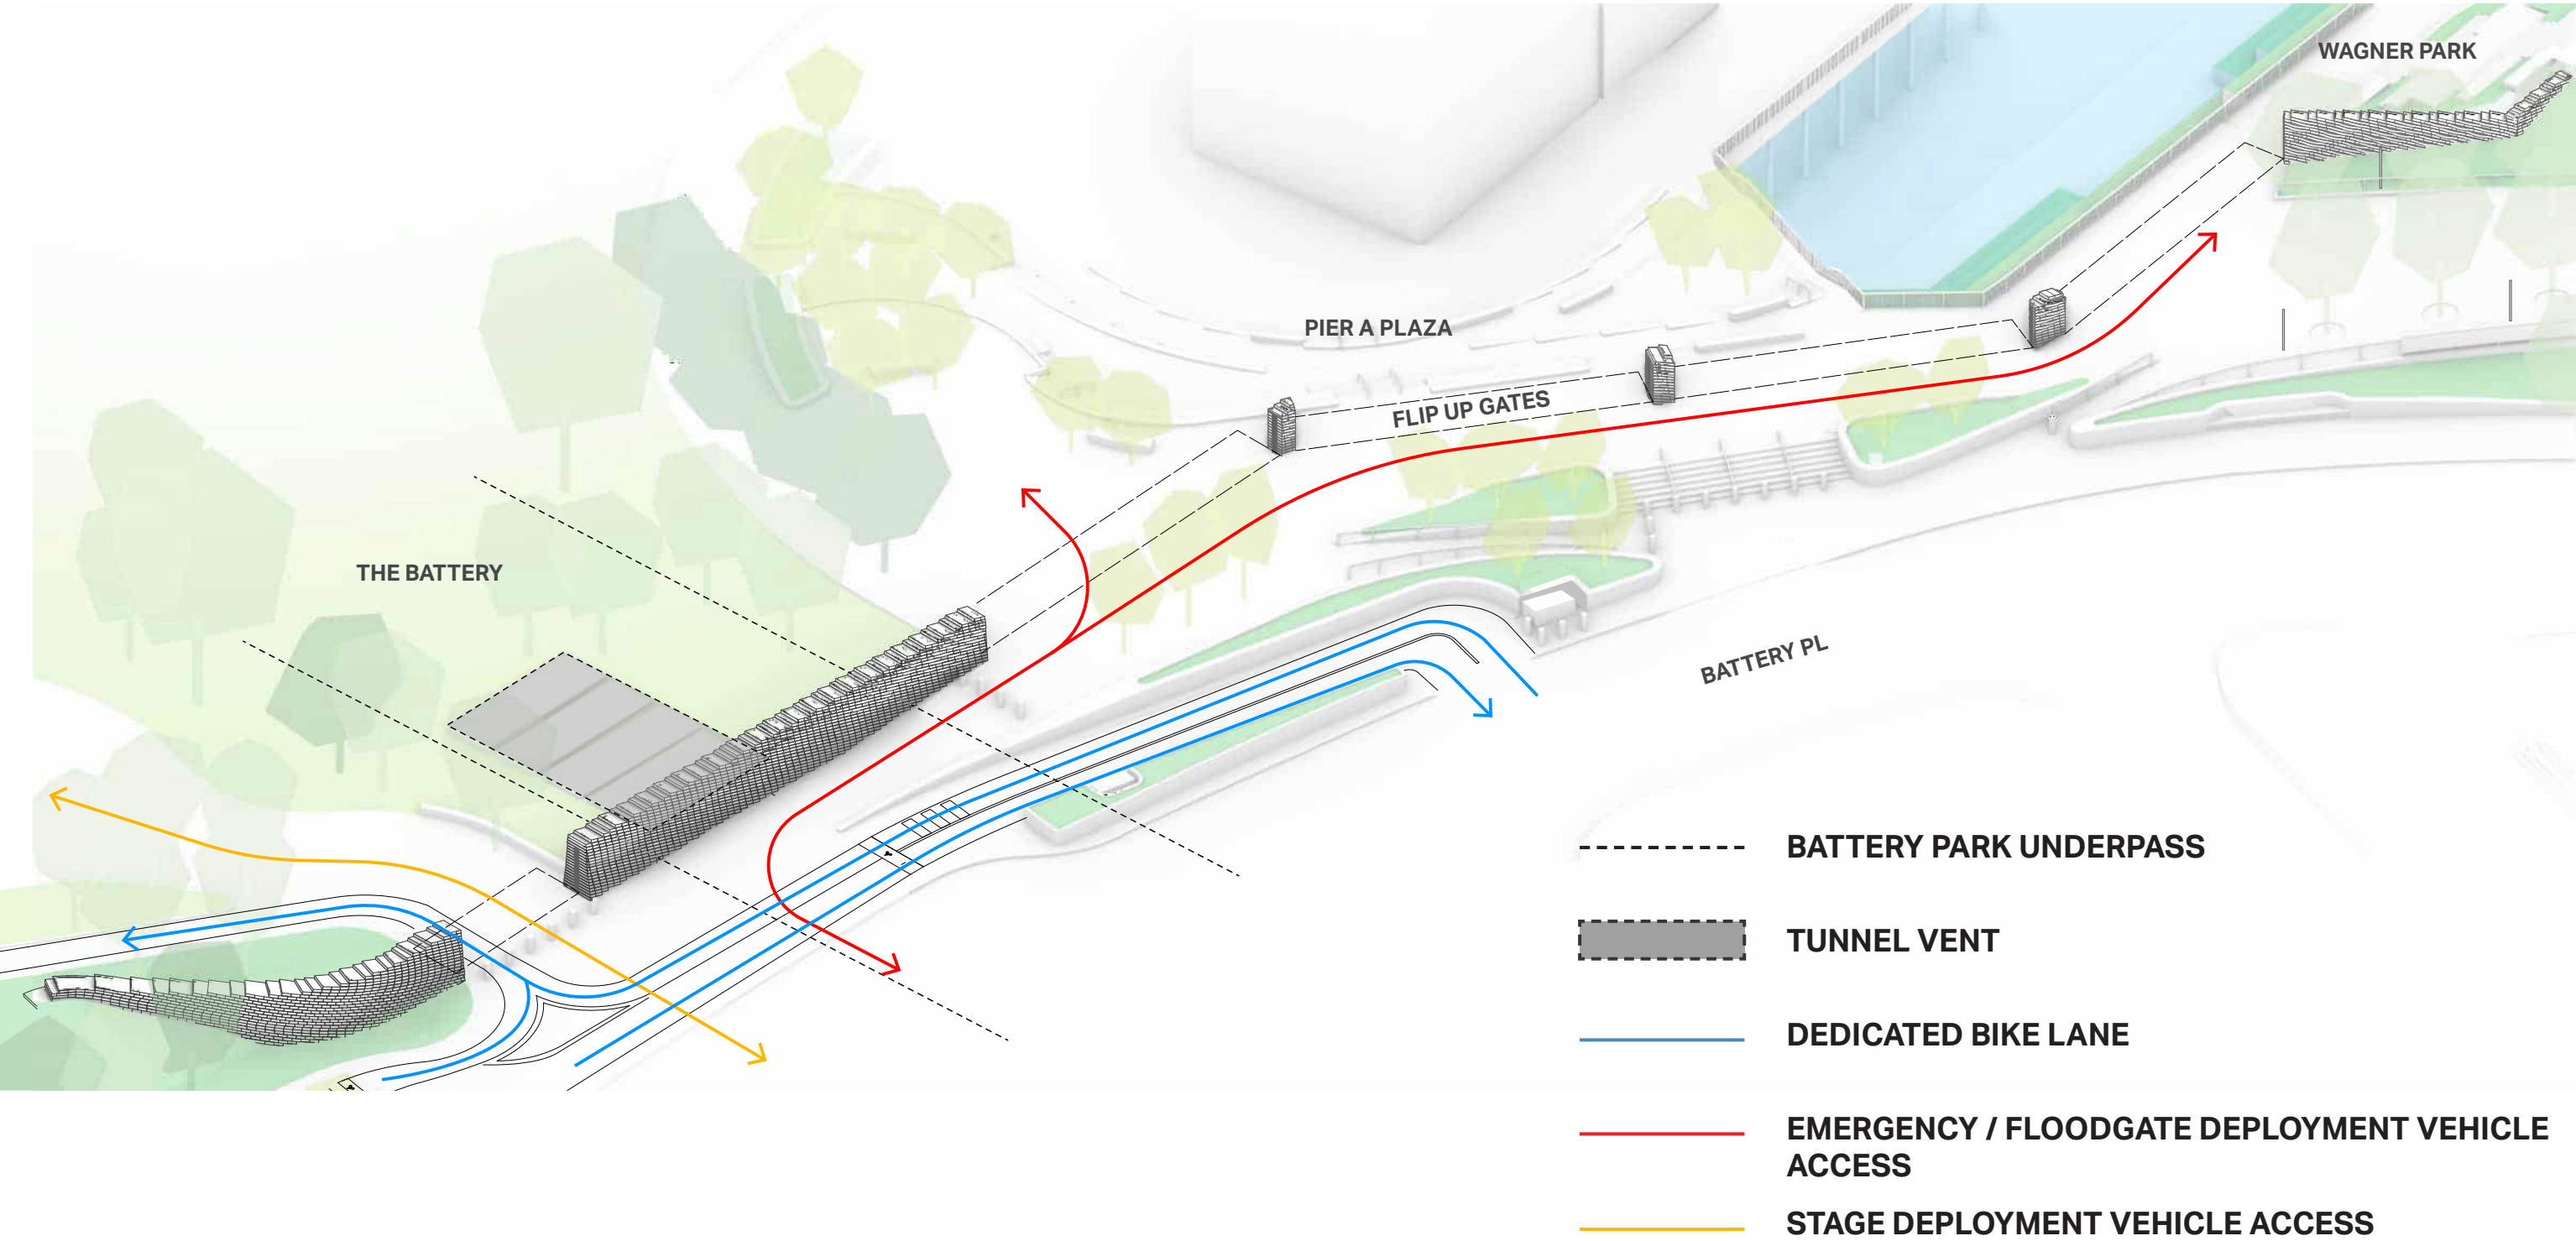 WAGNER PARK
PIER A PLAZA
FLIP UP GATES
THE BATTERY
BATTERY PL
BATTERY PARK UNDERPASS
TUNNEL VENT
DEDICATED BIKE LANE
EMERGENCY / FLOODGATE DEPLOYMENT VEHICLE
ACCESS
STAGE DEPLOYMENT VEHICLE ACCESS